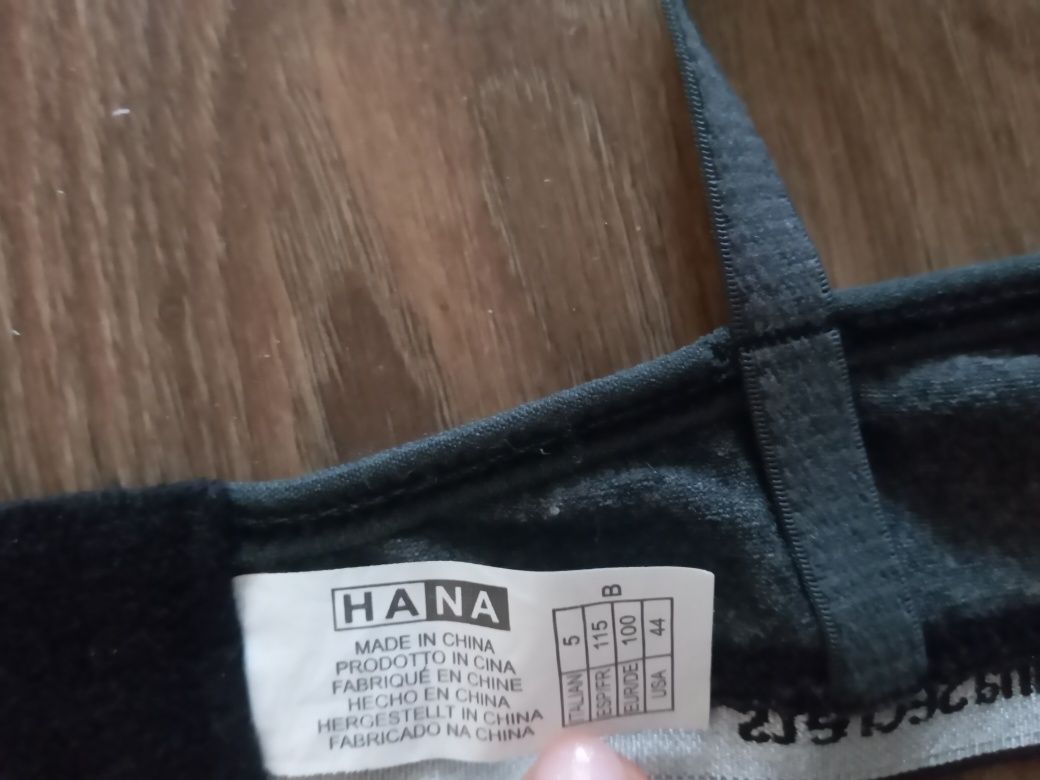 HANA
MADE IN CHINA
PRODOTTO IN CINA
FABRIQUÉ EN CHINE
HECHO EN CHINA
HERGESTELLT IN CHINA
FABRICADO NA CHINA
B
ITALIAN 5
ESP/FR 115
EUR/DE 100
USA 44